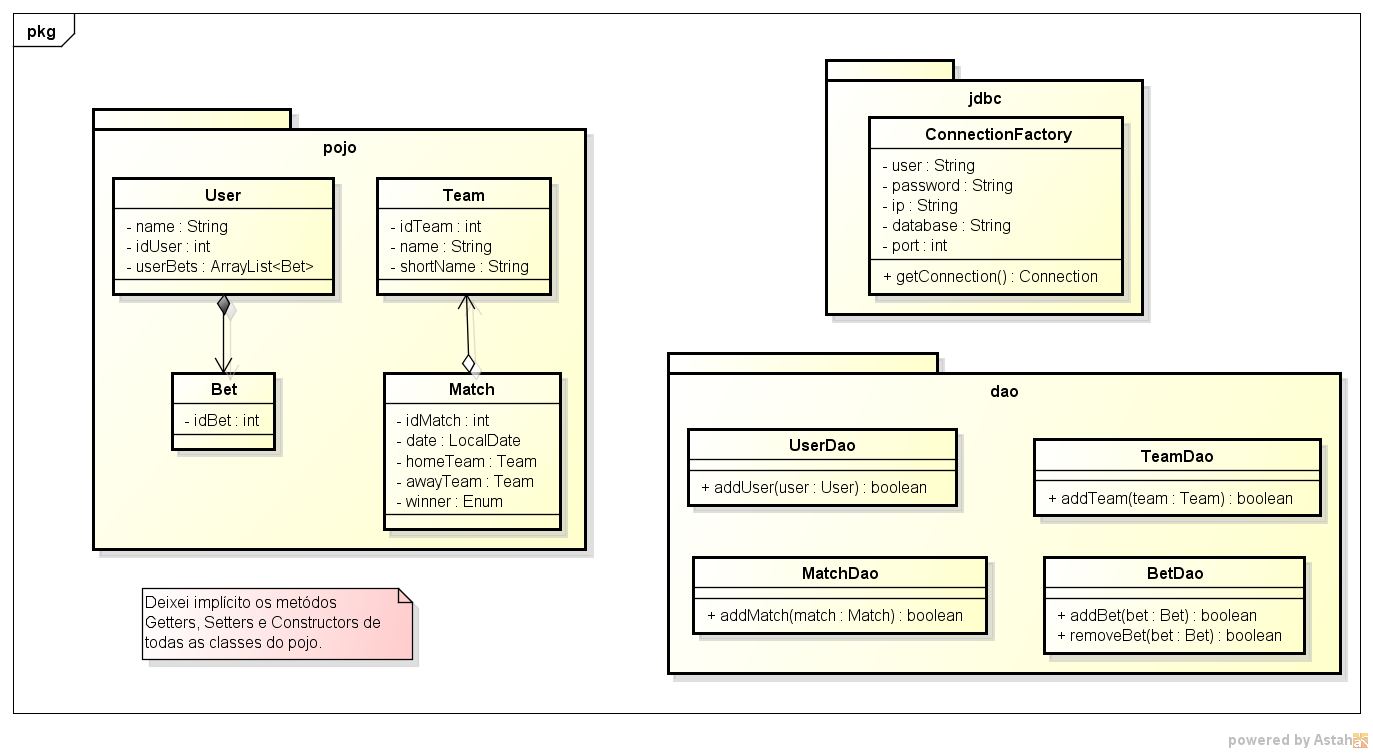 pkg
pojo
User
- name : String
- idUser : int
- userBets : ArrayList<Bet>
Team
- idTeam : int
- name : String
- shortName : String
Bet
- idBet : int
Match
- idMatch : int
- date : LocalDate
- homeTeam : Team
- awayTeam : Team
- winner : Enum
Deixei implícito os metódos
Getters, Setters e Constructors de
todas as classes do pojo.
jdbc
ConnectionFactory
- user : String
- password : String
- ip : String
- database : String
- port : int
+ getConnection() : Connection
dao
UserDao
+ addUser(user : User) : boolean
TeamDao
+ addTeam(team : Team) : boolean
MatchDao
+ addMatch(match : Match) : boolean
BetDao
+ addBet(bet : Bet) : boolean
+ removeBet(bet : Bet) : boolean
powered by Astah